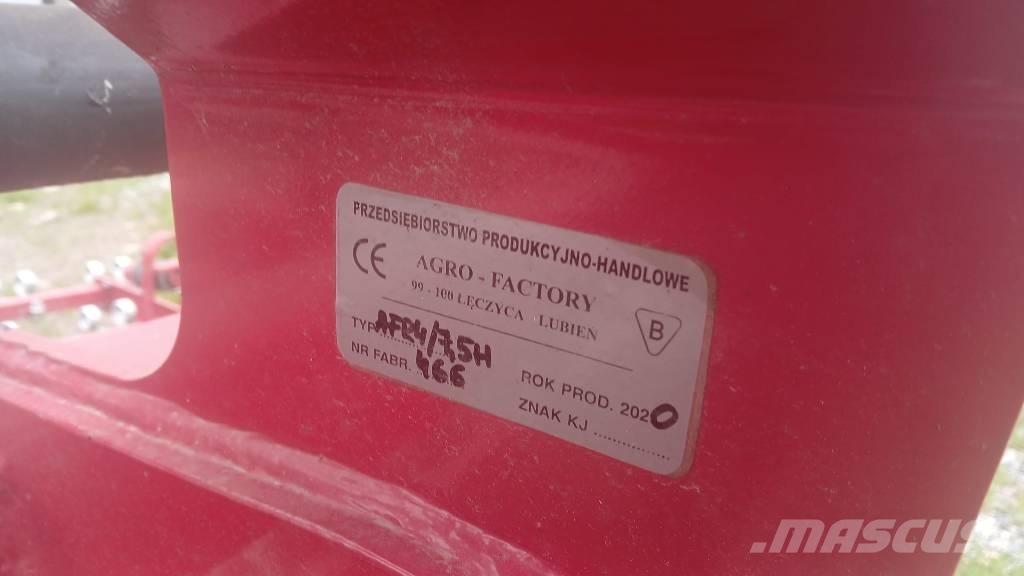 PRZEDSIĘBIORSTWO PRODUKCYJNO-HANDLOWE
CE AGRO - FACTORY
99 - 100 ŁĘCZYCA LUBIEŃ B
TYP AFB4/7,5H
NR FABR. 466 ROK PROD. 2020
ZNAK KJ ..................
MASCUS